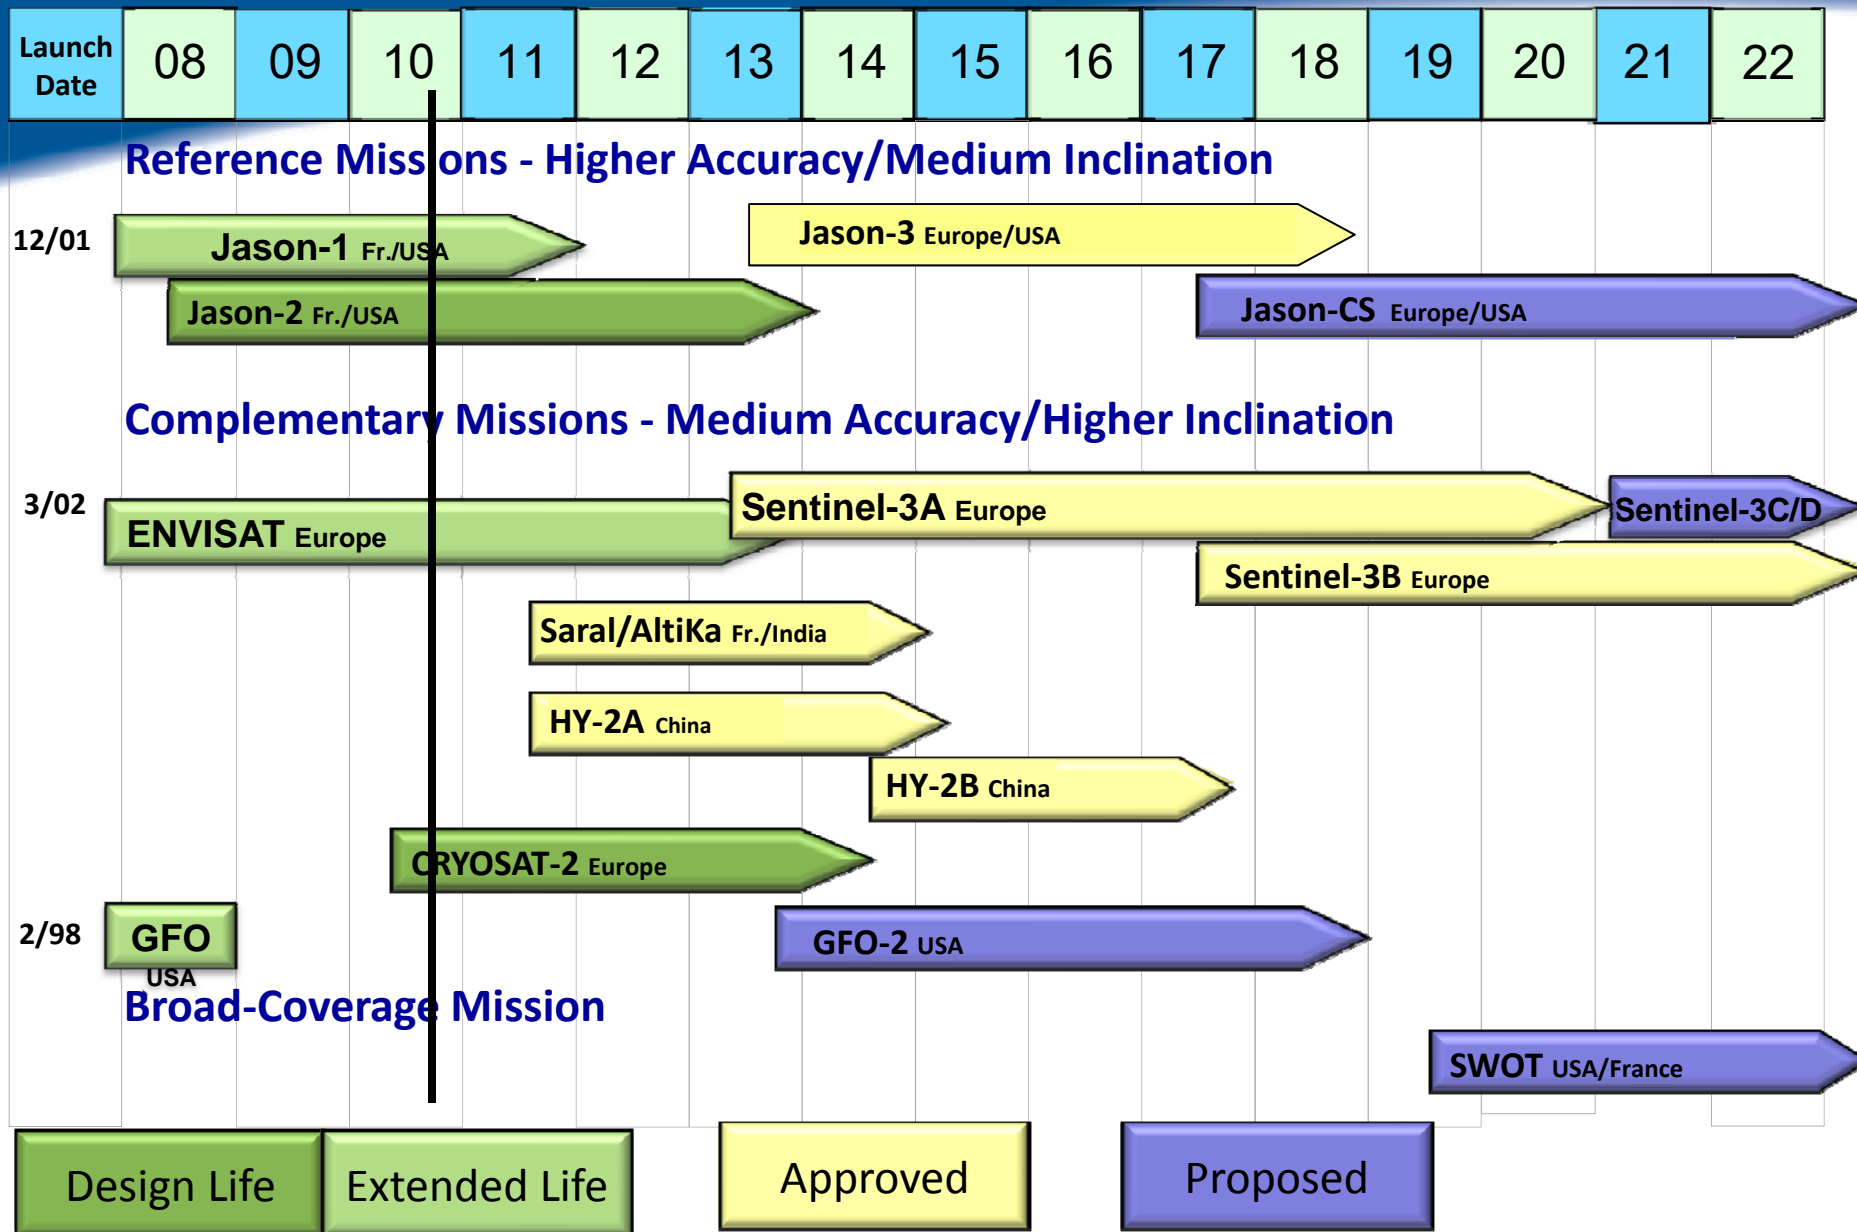 Launch
Date
08 09 10 11 12 13 14 15 16 17 18 19 20 21 22
Reference Missions - Higher Accuracy/Medium Inclination
12/01
Jason-1 Fr./USA
Jason-3 Europe/USA
Jason-2 Fr./USA
Jason-CS Europe/USA
Complementary Missions - Medium Accuracy/Higher Inclination
3/02
ENVISAT Europe
Sentinel-3A Europe
Sentinel-3C/D
Sentinel-3B Europe
Saral/AltiKa Fr./India
HY-2A China
HY-2B China
CRYOSAT-2 Europe
2/98
GFO
USA
GFO-2 USA
Broad-Coverage Mission
SWOT USA/France
Design Life
Extended Life
Approved
Proposed